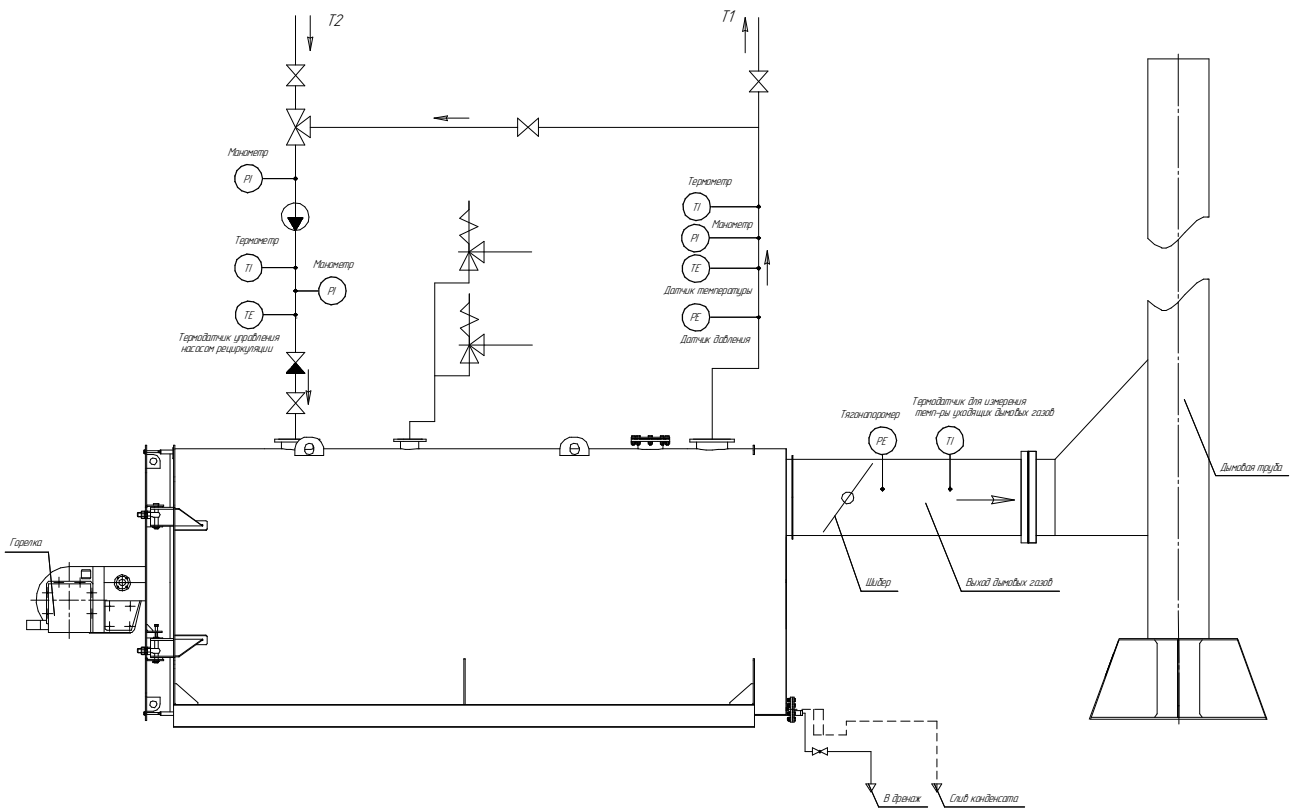 T2
T1
Манометр
PI
Термометр
TI
Манометр
PI
TE
Термодатчик управления
насосом рециркуляции
Термометр
TI
Манометр
PI
TE
Датчик температуры
PE
Датчик давления
Тягонапоромер
PE
Термодатчик для измерения
темп-ры уходящих дымовых газов
TI
Дымовая труба
Горелка
Шибер
Выход дымовых газов
В дренаж
Слив конденсата